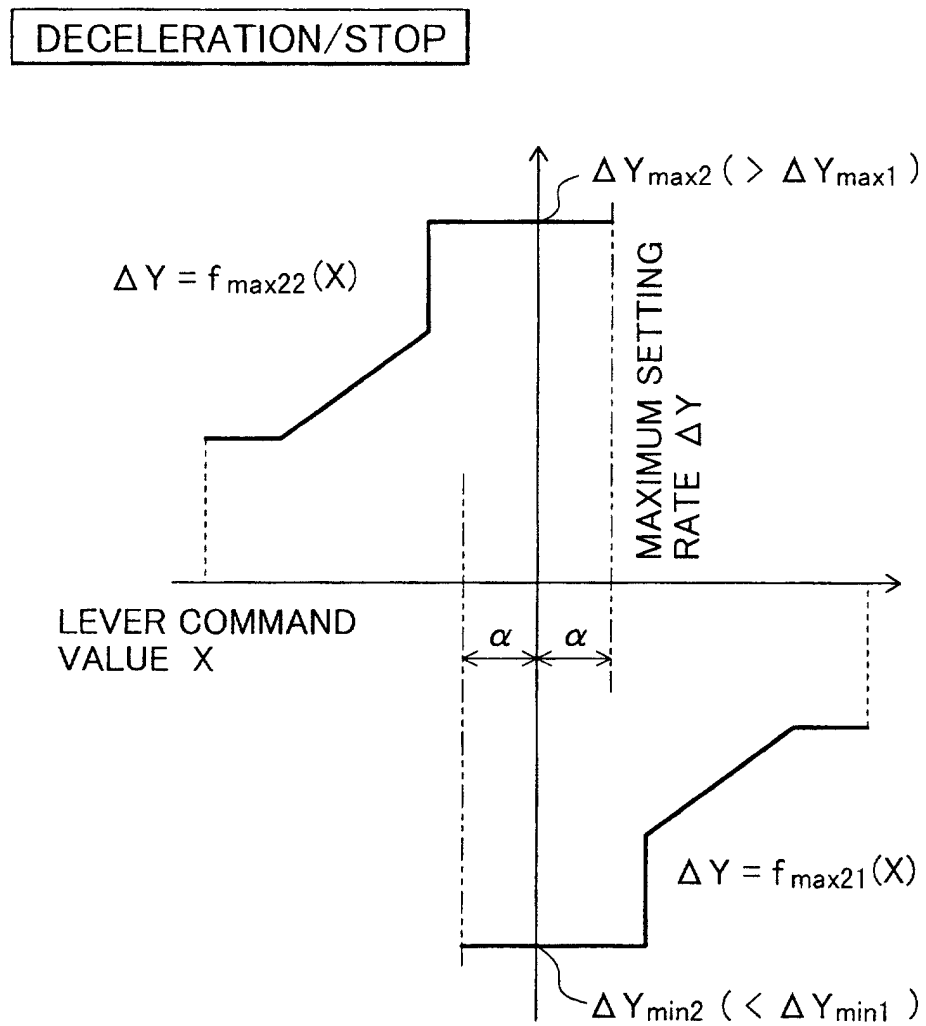 DECELERATION/STOP
ΔYmax2 ( > ΔYmax1 )
ΔY = fmax22(X)
MAXIMUM SETTING
RATE ΔY
LEVER COMMAND
VALUE X
α α
ΔY = fmax21(X)
ΔYmin2 ( < ΔYmin1 )